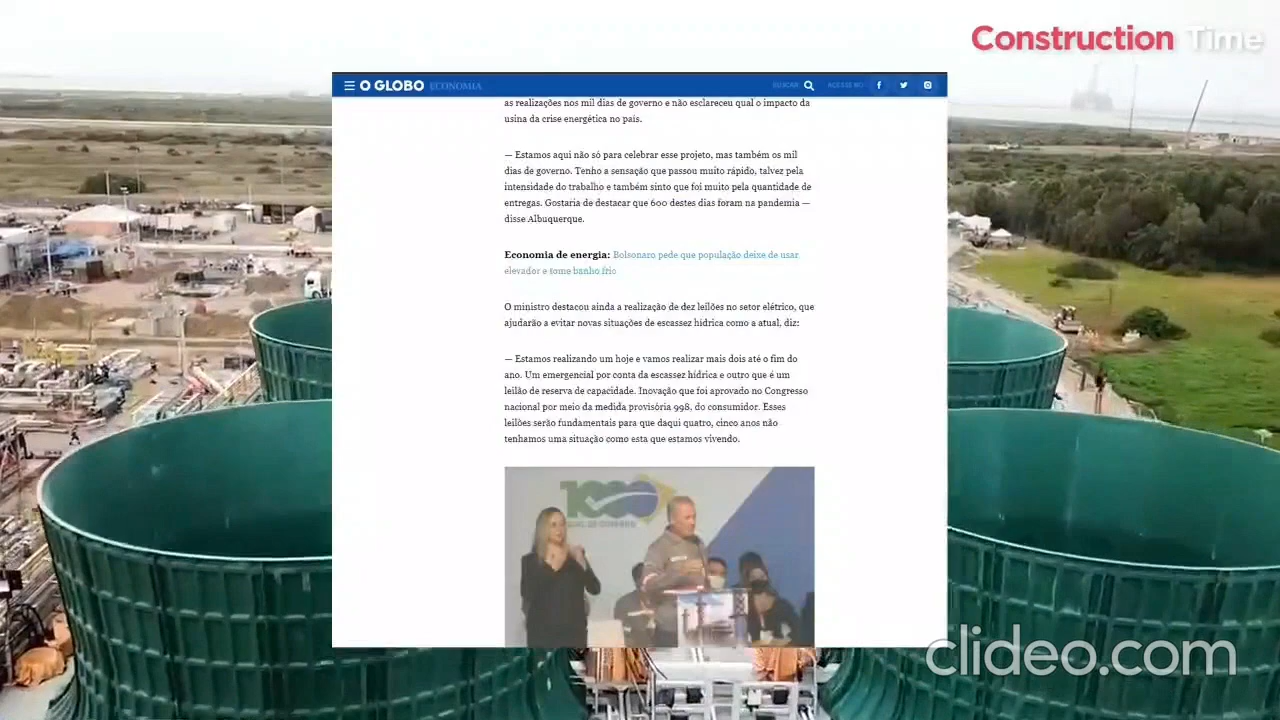 Construction Time
O GLOBO ECONOMIA
BUSCAR
ACESSE NO
as realizações nos mil dias de governo e não esclareceu qual o impacto da
usina da crise energética no país.
— Estamos aqui não só para celebrar esse projeto, mas também os mil
dias de governo. Tenho a sensação que passou muito rápido, talvez pela
intensidade do trabalho e também sinto que foi muito pela quantidade de
entregas. Gostaria de destacar que 600 destes dias foram na pandemia —
disse Albuquerque.
Economia de energia: Bolsonaro pede que população deixe de usar
elevador e tome banho frio
O ministro destacou ainda a realização de dez leilões no setor elétrico, que
ajudarão a evitar novas situações de escassez hídrica como a atual, diz:
— Estamos realizando um hoje e vamos realizar mais dois até o fim do
ano. Um emergencial por conta da escassez hídrica e outro que é um
leilão de reserva de capacidade. Inovação que foi aprovado no Congresso
nacional por meio da medida provisória 998, do consumidor. Esses
leilões serão fundamentais para que daqui quatro, cinco anos não
tenhamos uma situação como esta que estamos vivendo.
1000
clideo.com